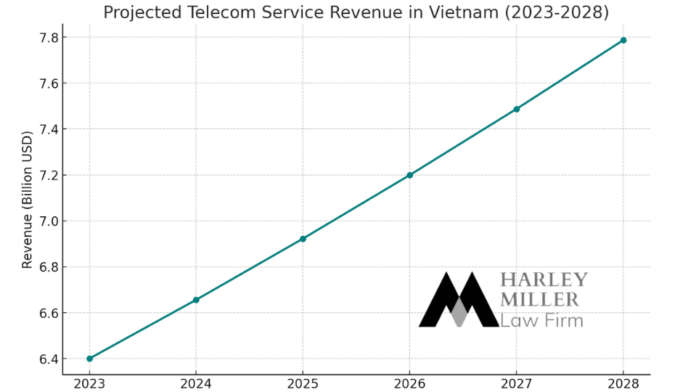 Projected Telecom Service Revenue in Vietnam (2023-2028)
Revenue (Billion USD)
7.8
7.6
7.4
7.2
7.0
6.8
6.6
6.4
HARLEY
MILLER
Law Firm
2023 2024 2025 2026 2027 2028